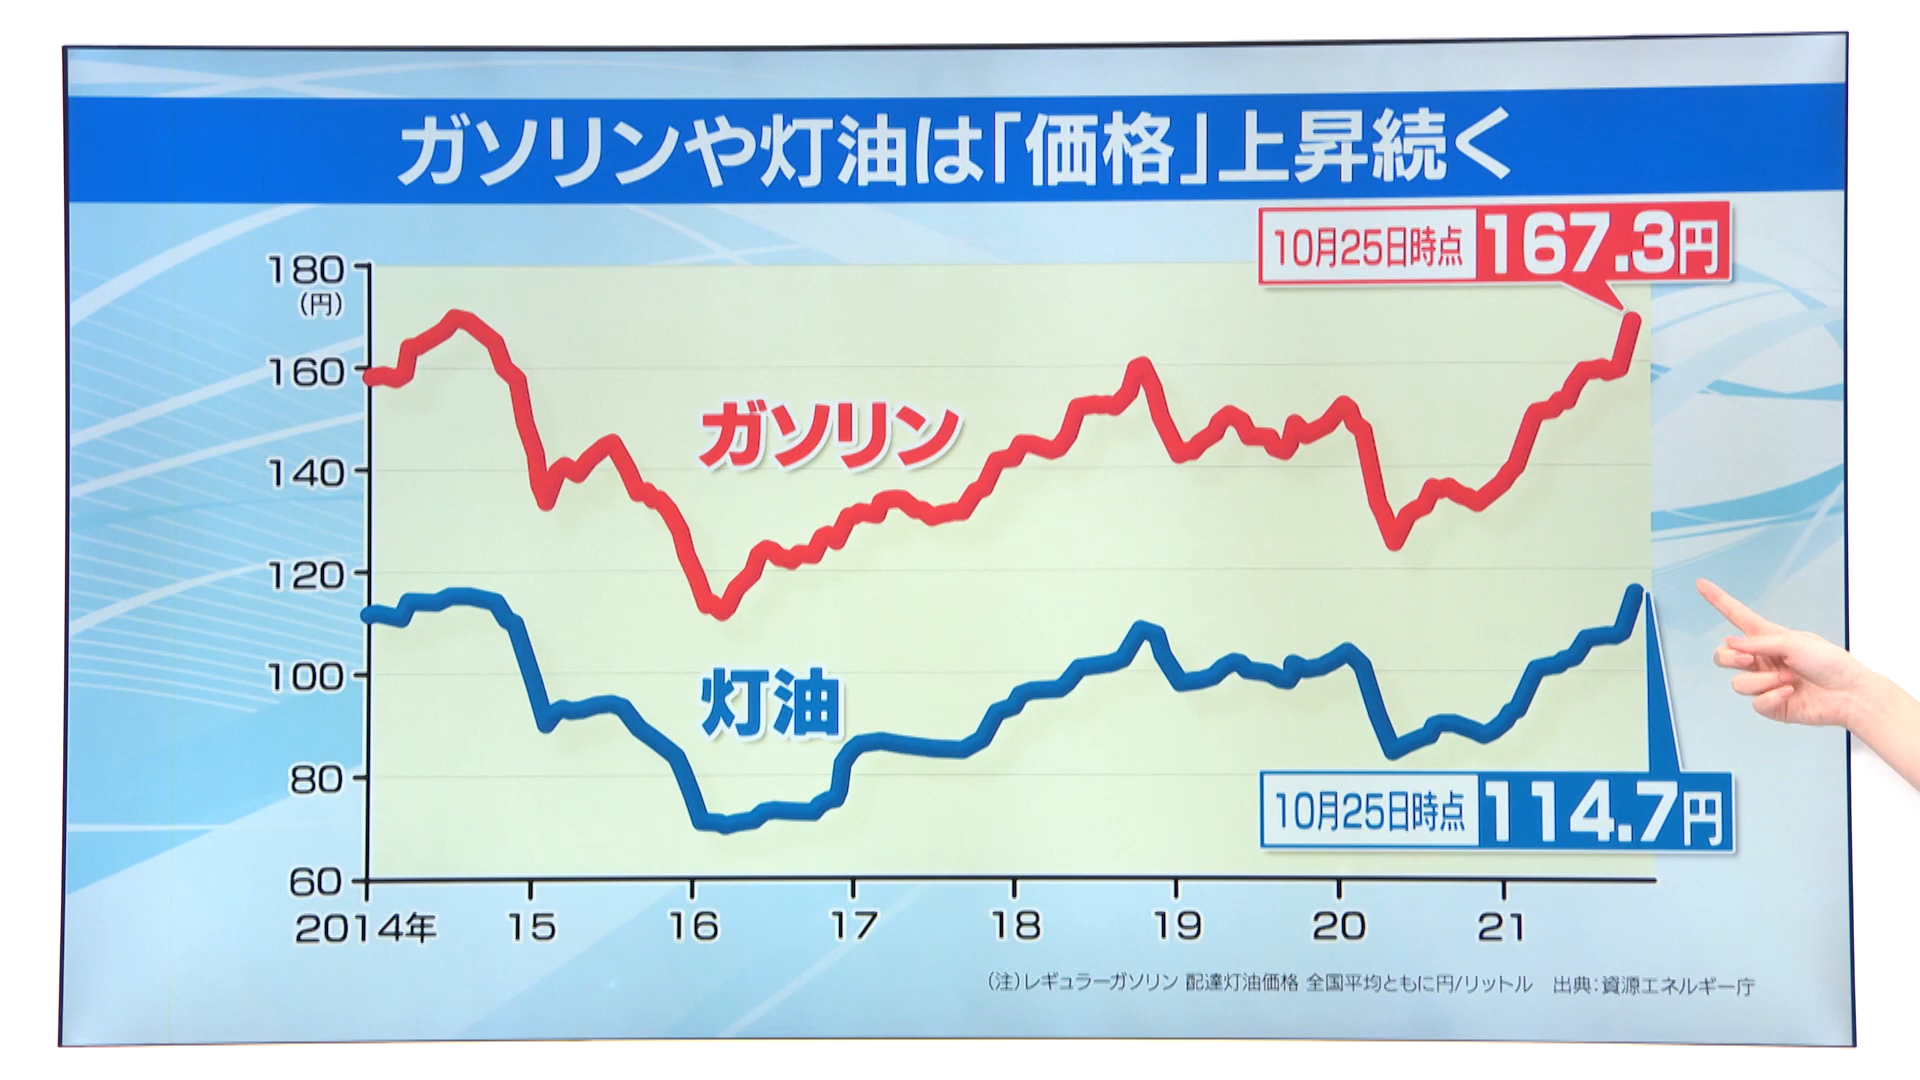 ガソリンや灯油は「価格」上昇続く
10月25日時点 167.3円
180
(円)
160
140
120
100
80
60
ガソリン
灯油
10月25日時点 114.7円
2014年 15 16 17 18 19 20 21
(注)レギュラーガソリン 配達灯油価格 全国平均ともに円/リットル 出典:資源エネルギー庁